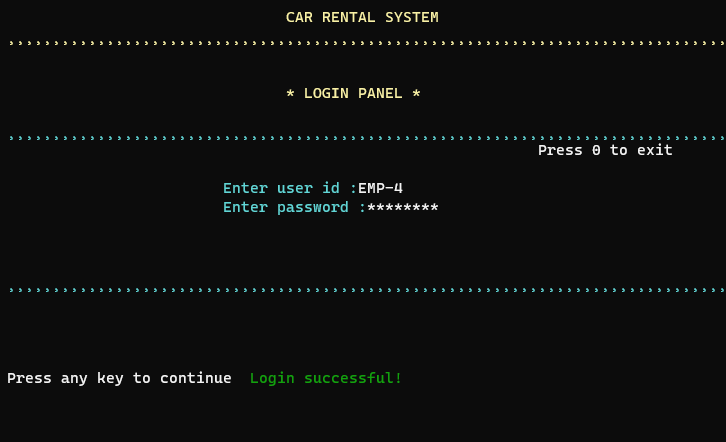 CAR RENTAL SYSTEM
* LOGIN PANEL *
Press 0 to exit
Enter user id :EMP-4
Enter password :********
Press any key to continue  Login successful!